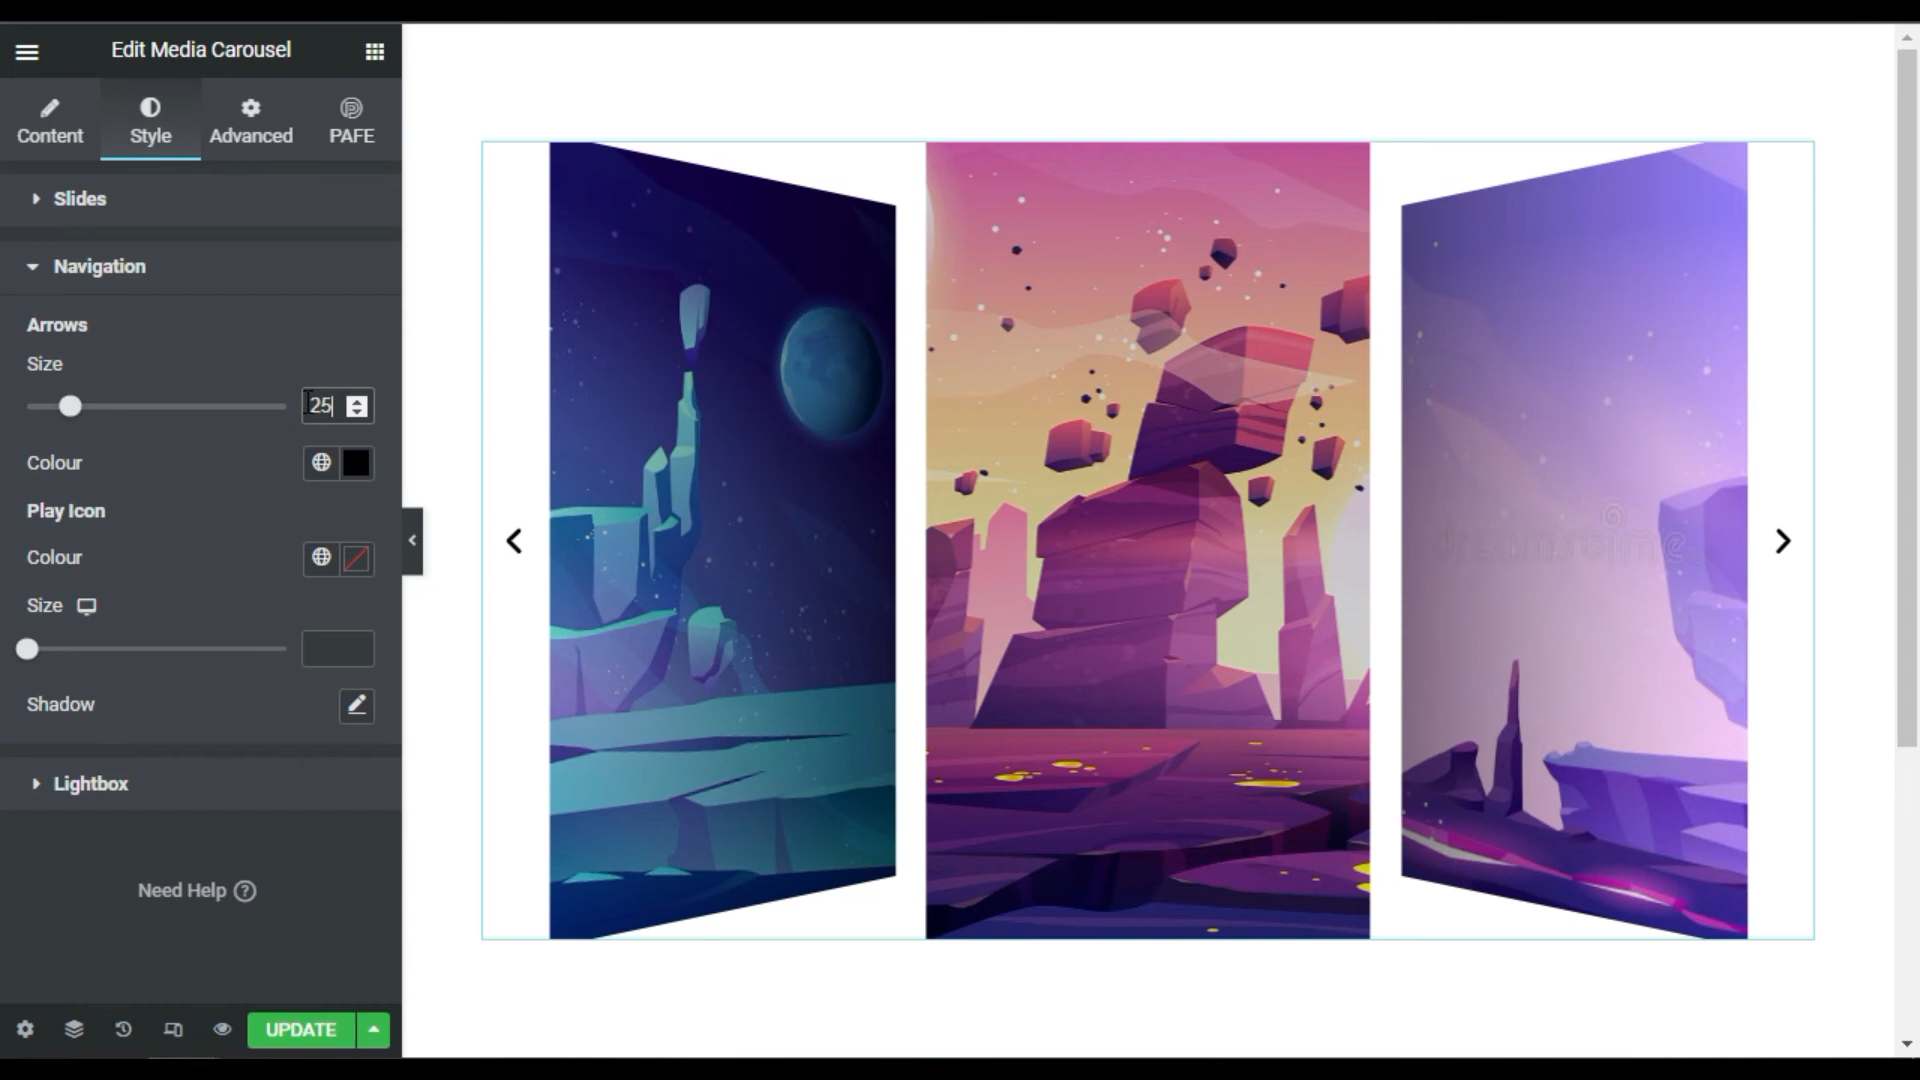 Edit Media Carousel
Content
Style
Advanced
PAFE
Slides
Navigation
Arrows
Size
25
Colour
Play Icon
Colour
Size
Shadow
Lightbox
Need Help
UPDATE
dreamstime